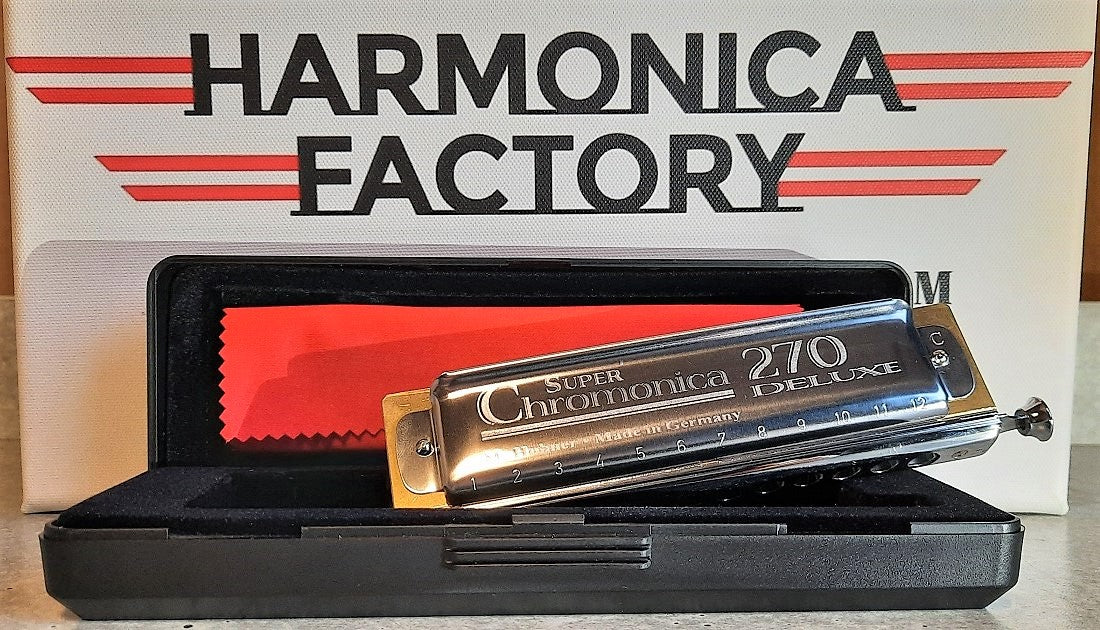 HARMONICA
FACTORY
M
C
SUPER
Chromonica 270
DELUXE
M. Hohner - Made in Germany
1 2 3 4 5 6 7 8 9 10 11 12